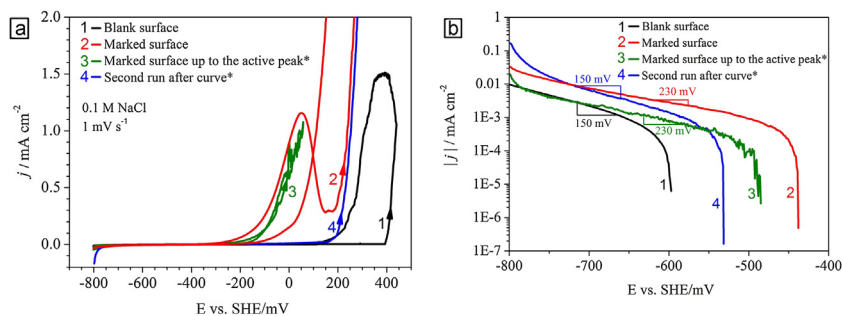 a
1 Blank surface
2 Marked surface
3 Marked surface up to the active peak*
4 Second run after curve*
0.1 M NaCl
1 mV s⁻¹
j / mA cm⁻²
2.0
1.5
1.0
0.5
0.0
3
2
4
1
-800 -600 -400 -200 0 200 400
E vs. SHE/mV
b
1 Blank surface
2 Marked surface
3 Marked surface up to the active peak*
4 Second run after curve*
|j| / mA cm⁻²
1
0.1
0.01
1E-3
1E-4
1E-5
1E-6
1E-7
150 mV
230 mV
150 mV
230 mV
1
4
3
2
-800 -700 -600 -500 -400
E vs. SHE/mV